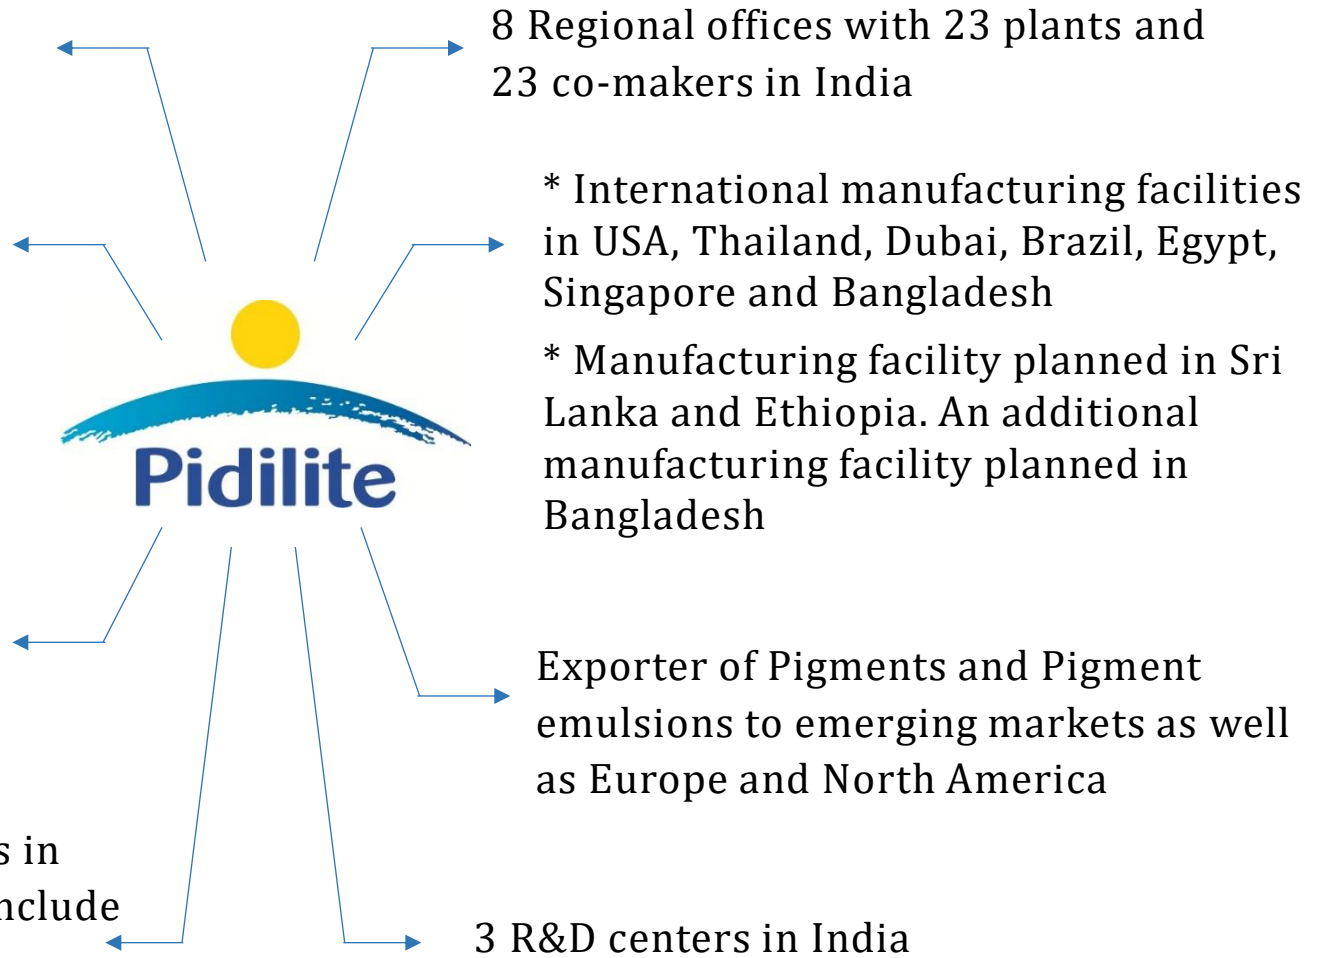 8 Regional offices with 23 plants and
23 co-makers in India
* International manufacturing facilities
in USA, Thailand, Dubai, Brazil, Egypt,
Singapore and Bangladesh
* Manufacturing facility planned in Sri
Lanka and Ethiopia. An additional
manufacturing facility planned in
Bangladesh
Pidilite
Exporter of Pigments and Pigment
emulsions to emerging markets as well
as Europe and North America
in
3 R&D centers in India